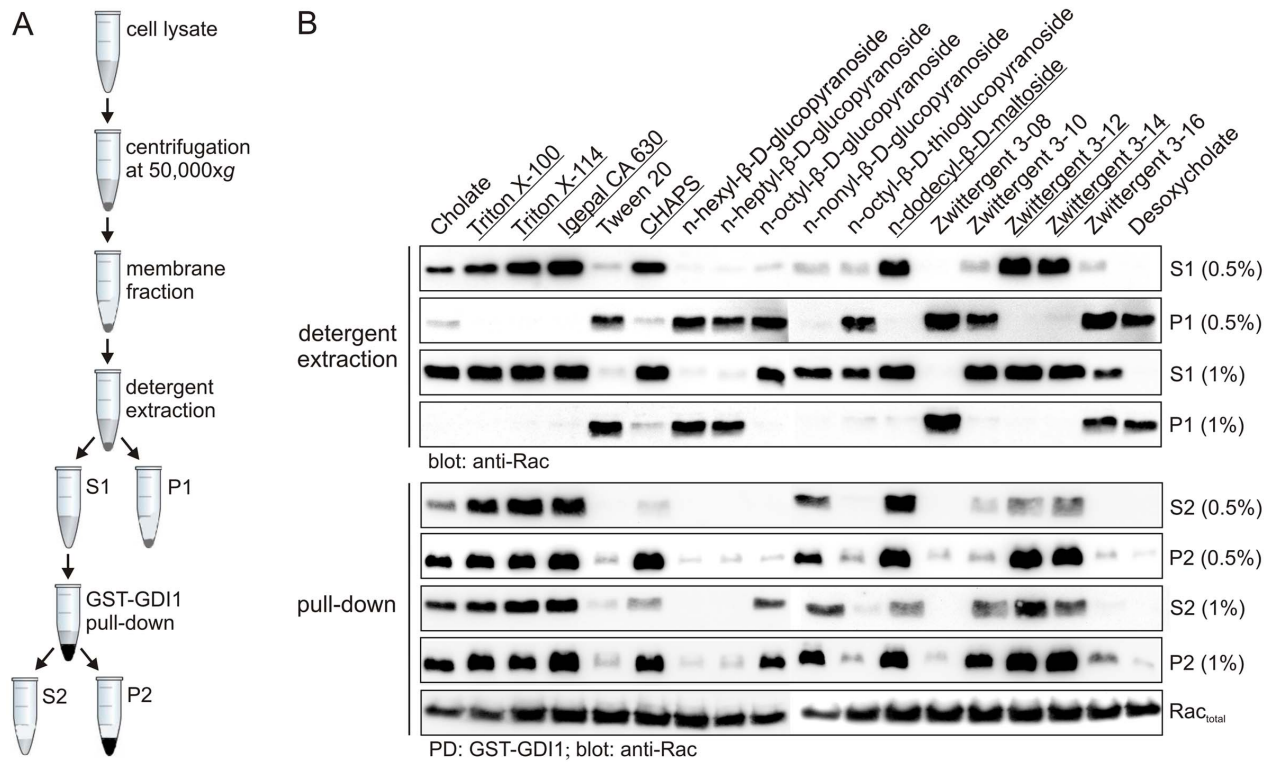 A
cell lysate
centrifugation
at 50,000xg
membrane
fraction
detergent
extraction
S1
P1
GST-GDI1
pull-down
S2
P2
B
Cholate
Triton X-100
Triton X-114
Igepal CA 630
Tween 20
CHAPS
n-hexyl-β-D-glucopyranoside
n-heptyl-β-D-glucopyranoside
n-octyl-β-D-glucopyranoside
n-nonyl-β-D-glucopyranoside
n-octyl-β-D-thioglucopyranoside
n-dodecyl-β-D-maltoside
Zwittergent 3-08
Zwittergent 3-10
Zwittergent 3-12
Zwittergent 3-14
Zwittergent 3-16
Desoxycholate
detergent
extraction
S1 (0.5%)
P1 (0.5%)
S1 (1%)
P1 (1%)
blot: anti-Rac
pull-down
S2 (0.5%)
P2 (0.5%)
S2 (1%)
P2 (1%)
Rac total
PD: GST-GDI1; blot: anti-Rac